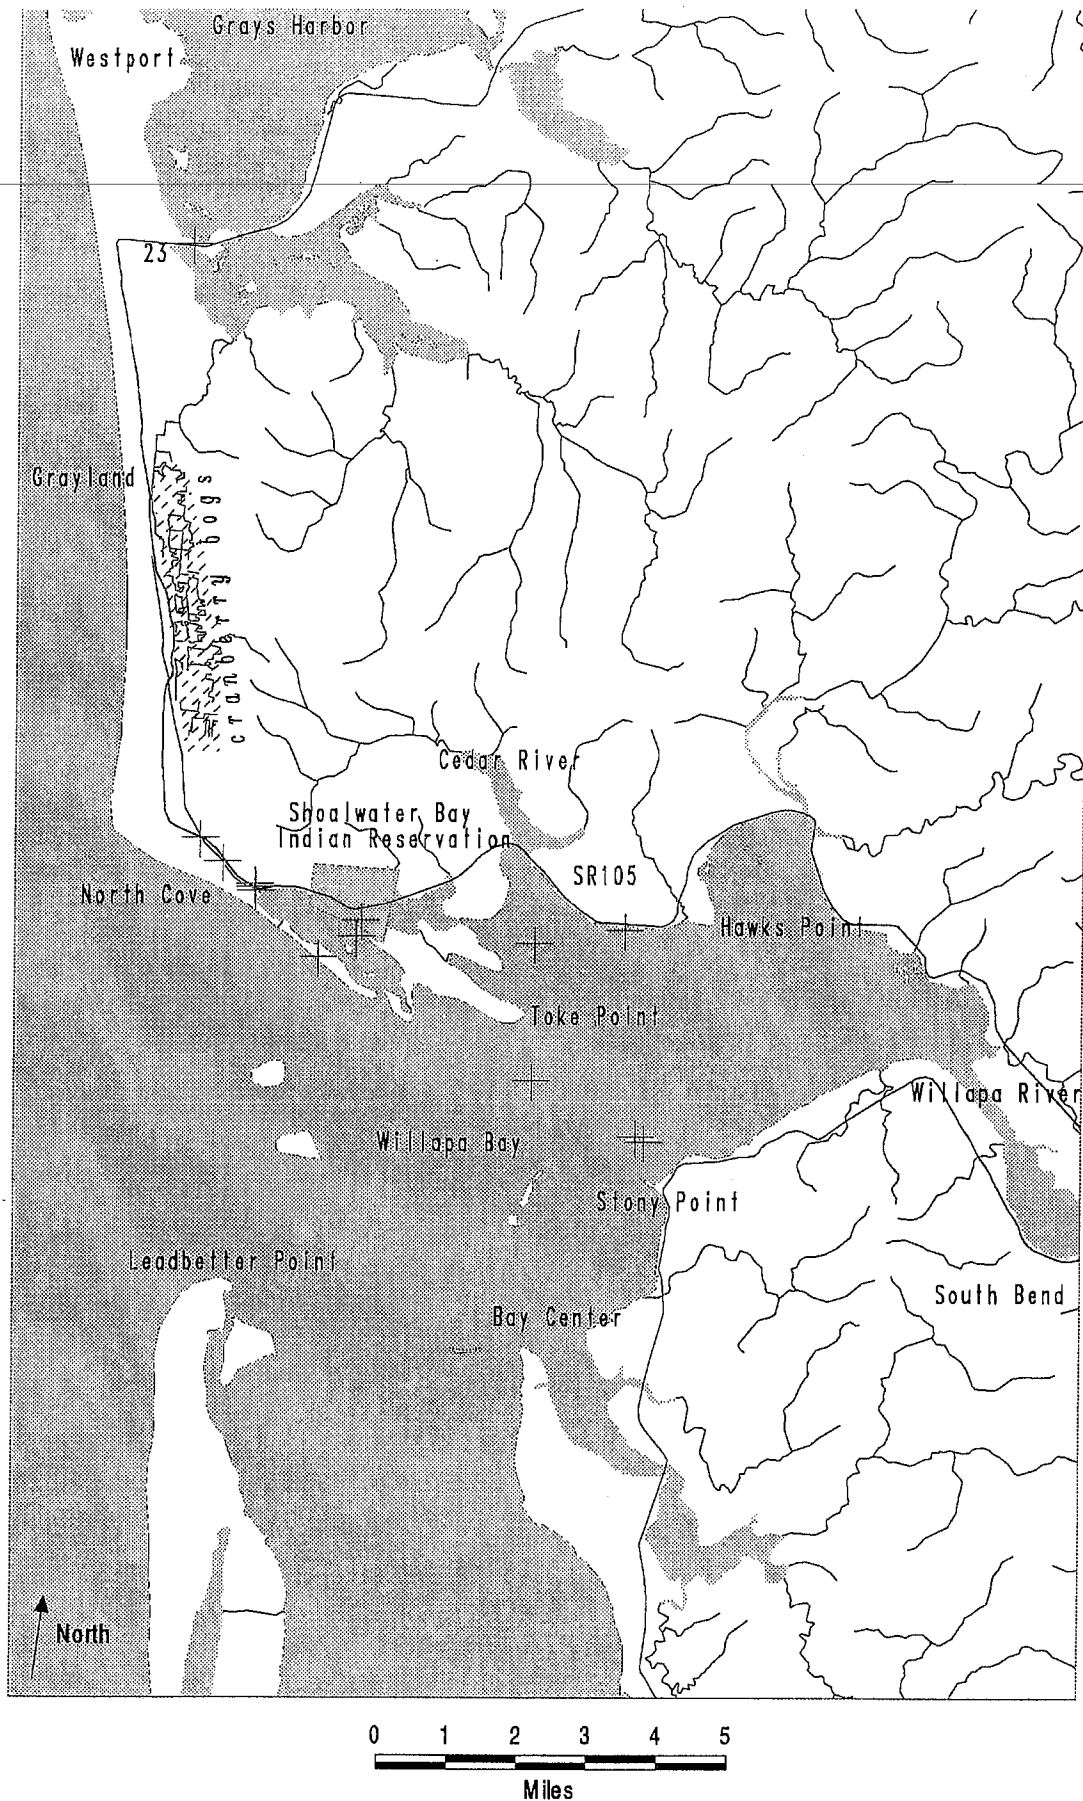 Grays Harbor
Westport
23
Grayland
cranberry bogs
Cedar River
Shoalwater Bay
Indian Reservation
SR105
North Cove
Hawks Point
Toke Point
Willapa River
Willapa Bay
Stony Point
Leadbetter Point
South Bend
Bay Center
North
0 1 2 3 4 5
Miles